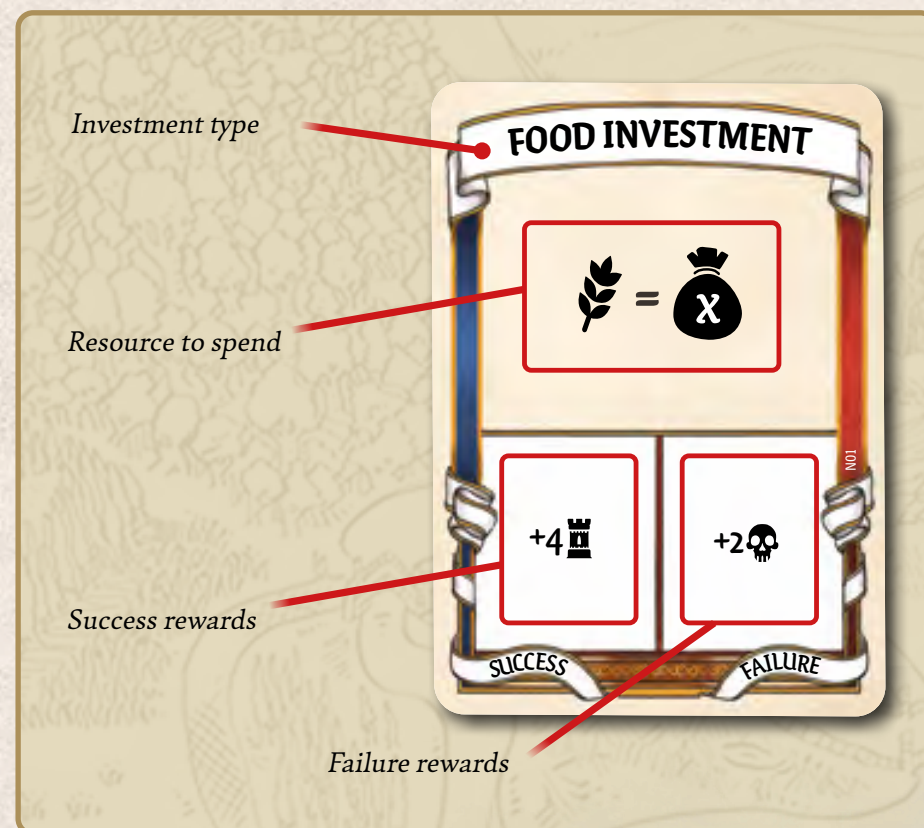 Investment type
FOOD INVESTMENT
= x
Resource to spend
N01
+4
+2
Success rewards
SUCCESS
FAILURE
Failure rewards